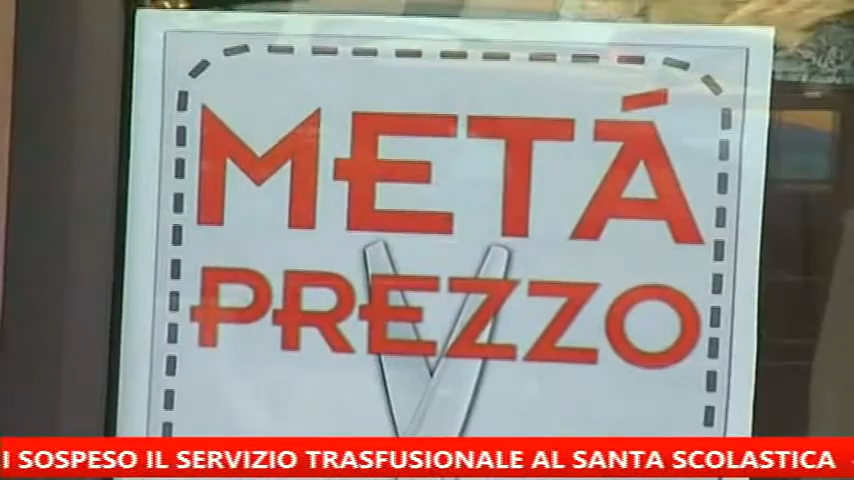 METÁ
PREZZO
I SOSPESO IL SERVIZIO TRASFUSIONALE AL SANTA SCOLASTICA